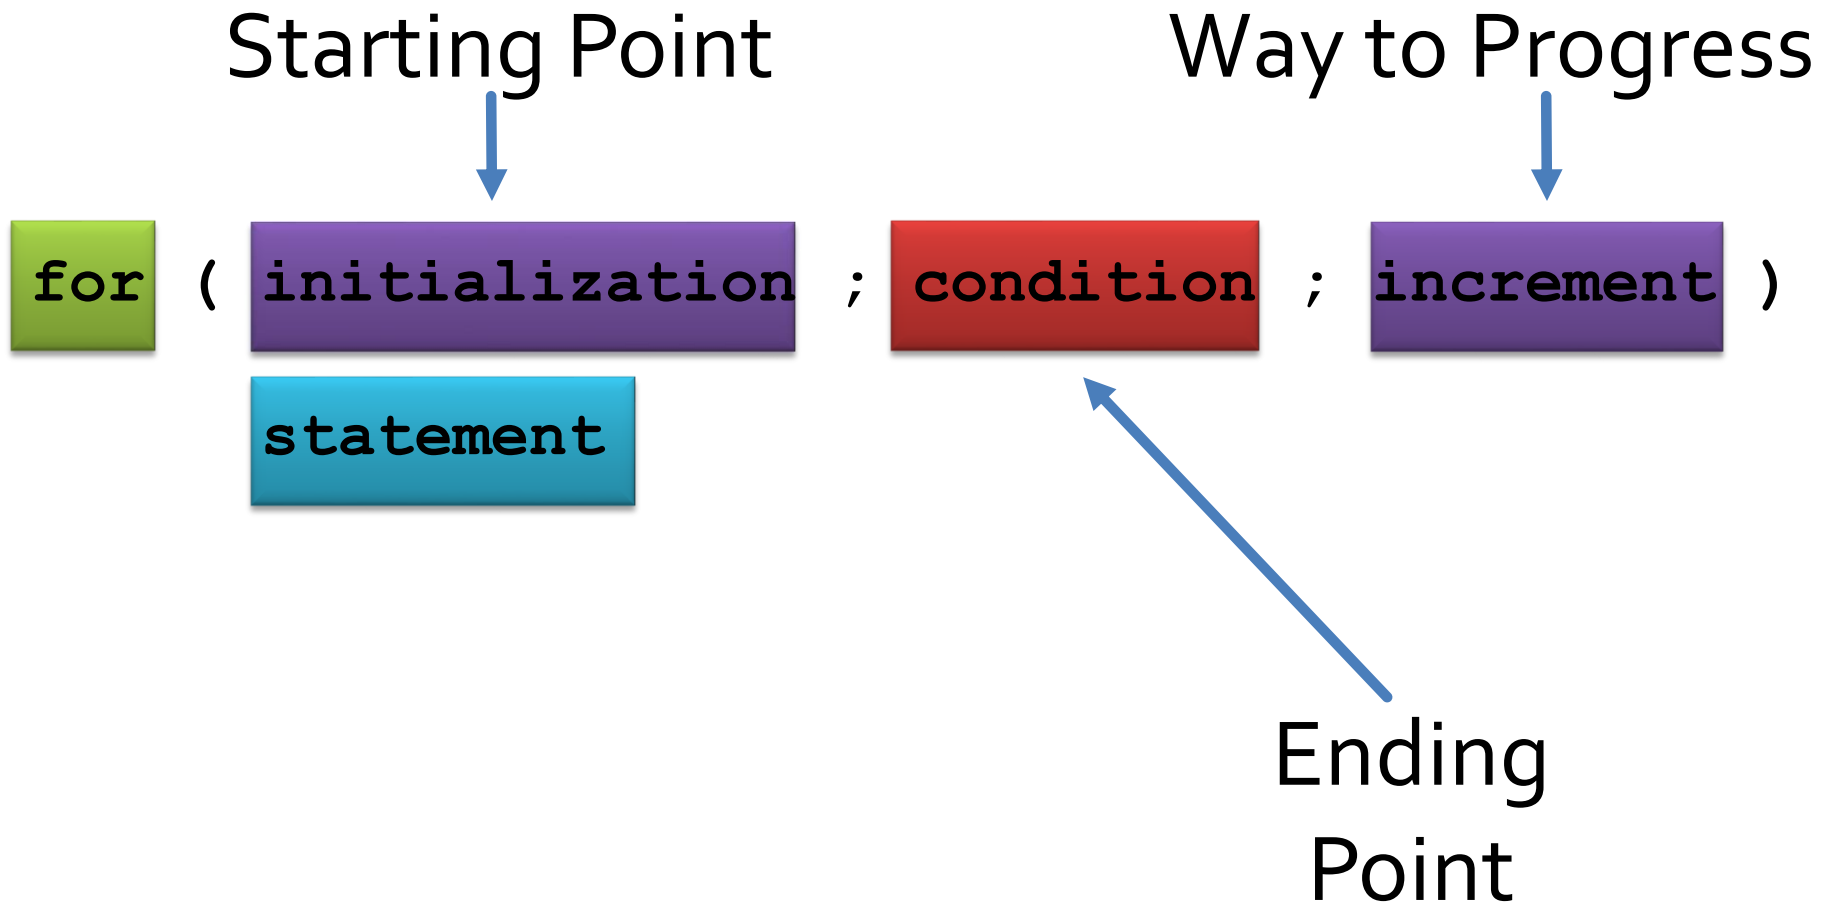 Starting Point Way to Progress
for ( initialization ; condition ; increment )
statement
Ending
Point